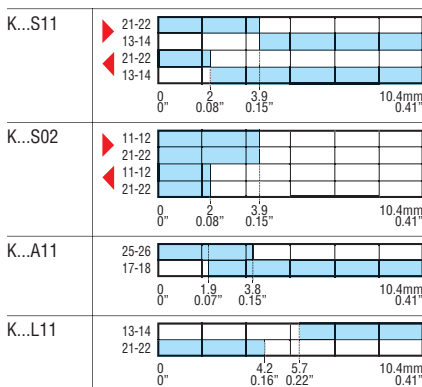 K...S11
21-22
13-14
21-22
13-14
0 2 3.9 10.4mm
0" 0.08" 0.15" 0.41"
K...S02
11-12
21-22
11-12
21-22
0 2 3.9 10.4mm
0" 0.08" 0.15" 0.41"
K...A11
25-26
17-18
0 1.9 3.8 10.4mm
0" 0.07" 0.15" 0.41"
K...L11
13-14
21-22
0 4.2 5.7 10.4mm
0" 0.16" 0.22" 0.41"